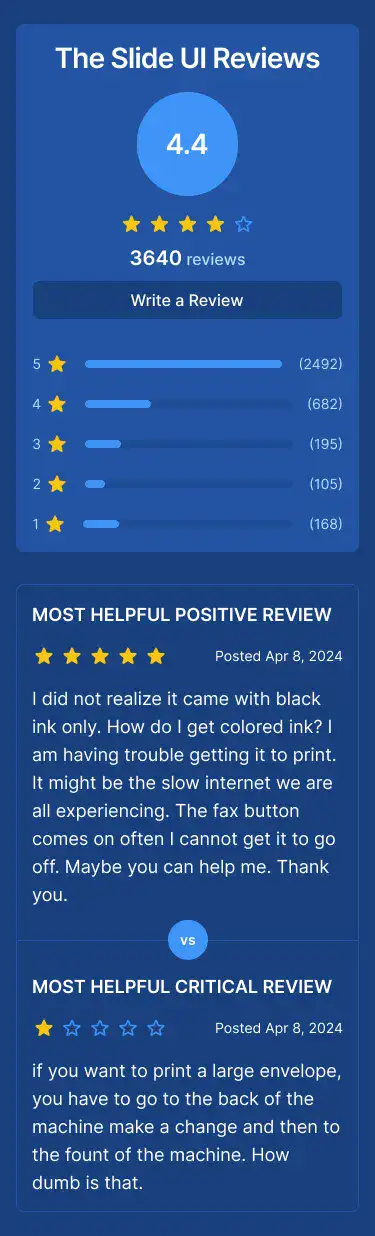 The Slide UI Reviews
4.4
3640 reviews
Write a Review
5 (2492)
4 (682)
3 (195)
2 (105)
1 (168)
MOST HELPFUL POSITIVE REVIEW
Posted Apr 8, 2024
I did not realize it came with black
ink only. How do I get colored ink? I
am having trouble getting it to print.
It might be the slow internet we are
all experiencing. The fax button
comes on often I cannot get it to go
off. Maybe you can help me. Thank
you.
vs
MOST HELPFUL CRITICAL REVIEW
Posted Apr 8, 2024
if you want to print a large envelope,
you have to go to the back of the
machine make a change and then to
the fount of the machine. How
dumb is that.